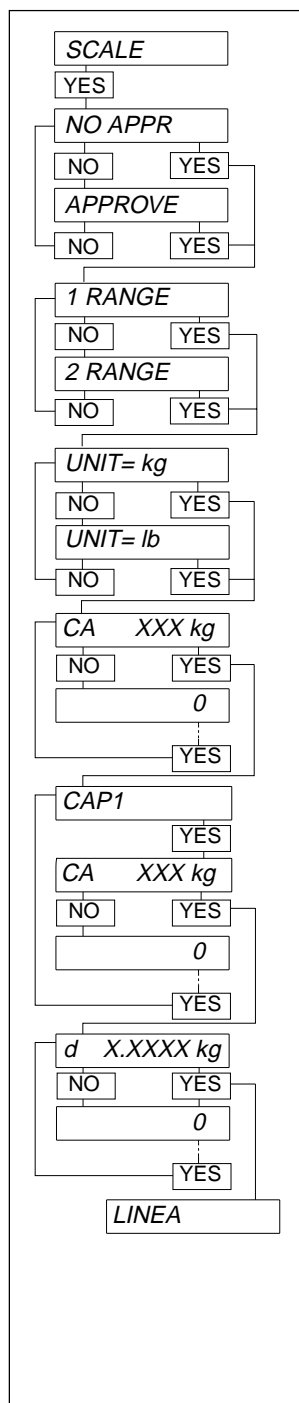 SCALE
YES
NO APPR
NO YES
APPROVE
NO YES
1 RANGE
NO YES
2 RANGE
NO YES
UNIT= kg
NO YES
UNIT= lb
NO YES
CA XXX kg
NO YES
0
YES
CAP1
YES
CA XXX kg
NO YES
0
YES
d X.XXXX kg
NO YES
0
YES
LINEA